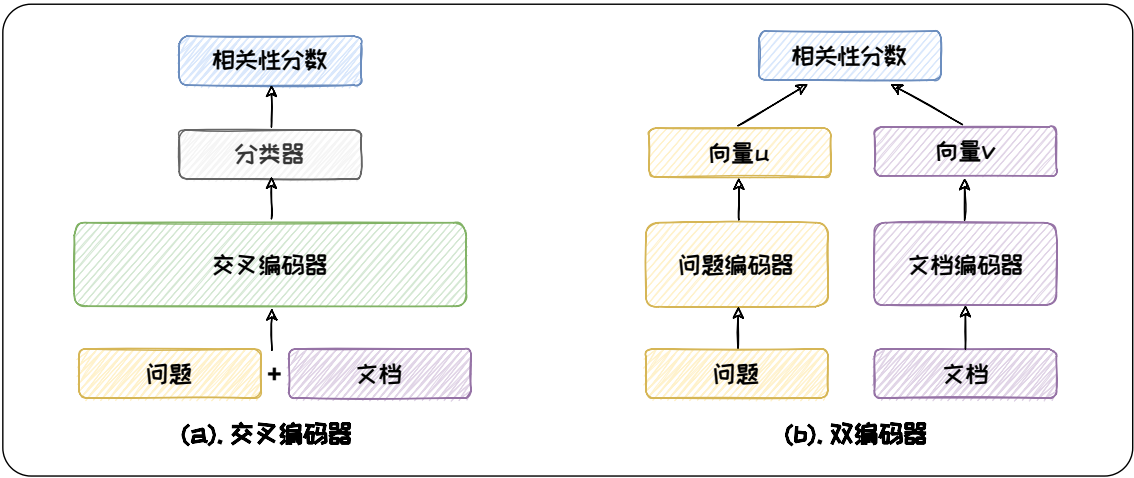 相关性分数
分类器
交叉编码器
问题 + 文档
(a). 交叉编码器
相关性分数
向量u 向量v
问题编码器 文档编码器
问题 文档
(b). 双编码器